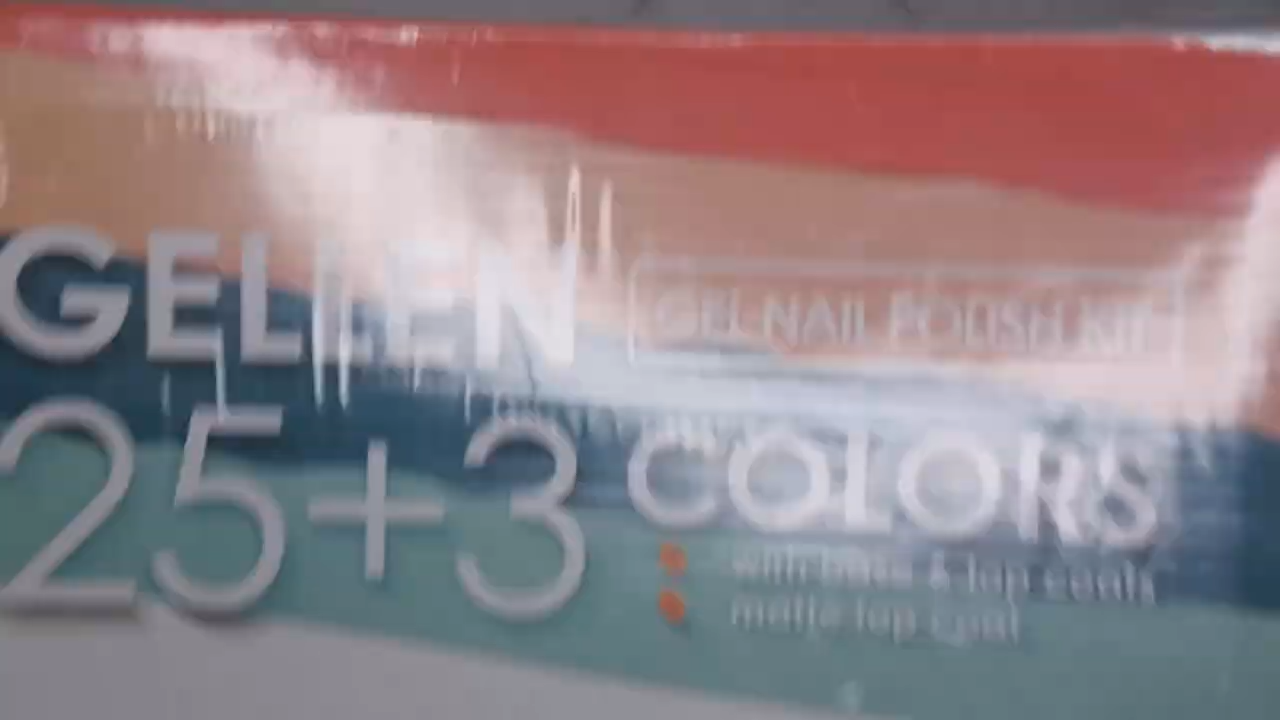 GELLEN
GEL NAIL POLISH KIT
25+3 COLORS
with base & top coats
matte top coat